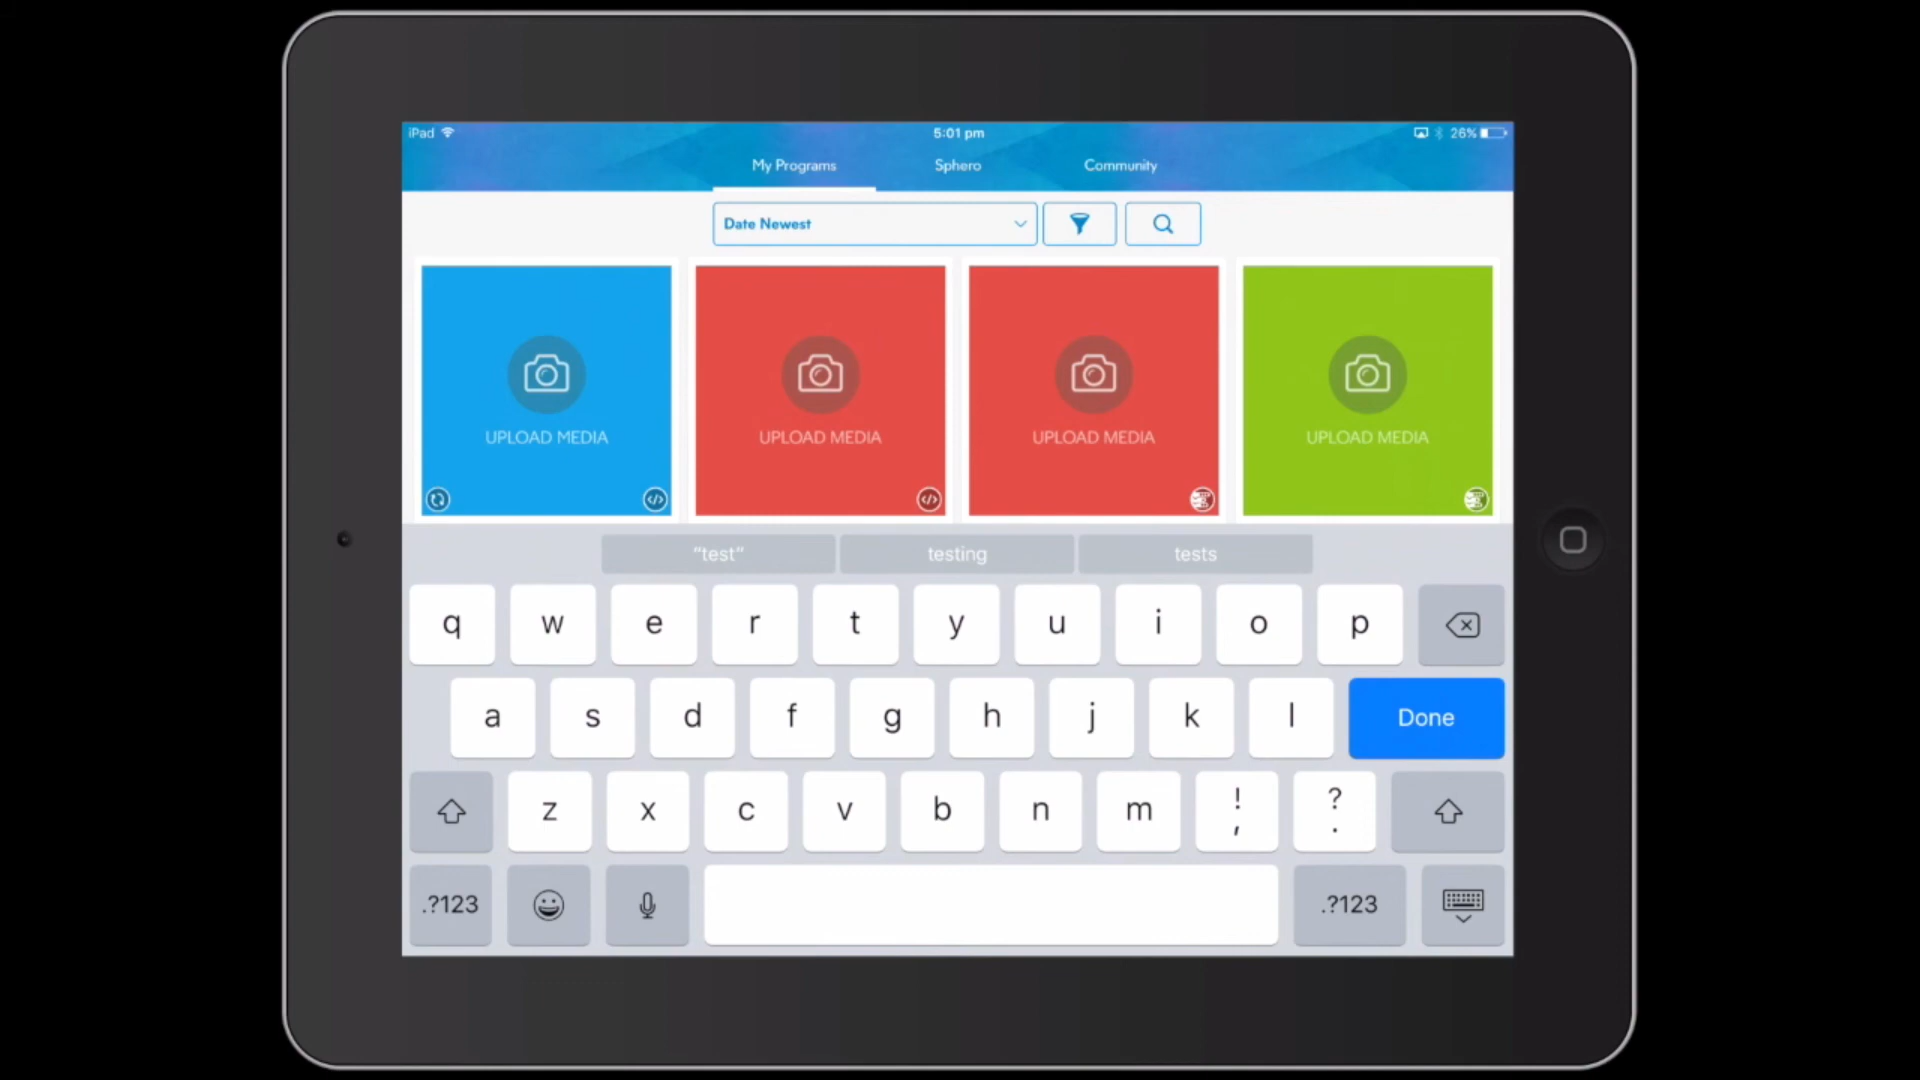 iPad 5:01 pm 26%
My Programs Sphero Community
Date Newest
UPLOAD MEDIA UPLOAD MEDIA UPLOAD MEDIA UPLOAD MEDIA
"test" testing tests
q w e r t y u i o p
a s d f g h j k l Done
z x c v b n m ! , ? .
.?123 .?123